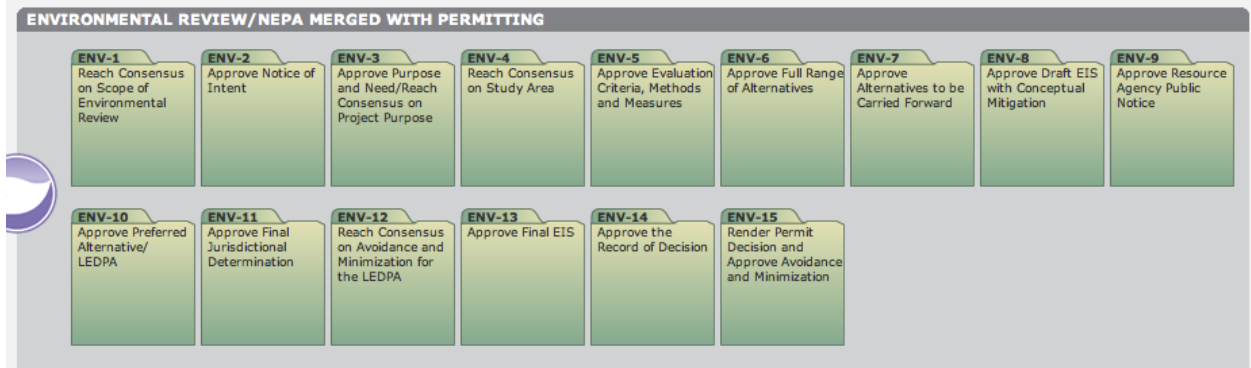 ENVIRONMENTAL REVIEW/NEPA MERGED WITH PERMITTING
ENV-1
Reach Consensus
on Scope of
Environmental
Review
ENV-2
Approve Notice of
Intent
ENV-3
Approve Purpose
and Need/Reach
Consensus on
Project Purpose
ENV-4
Reach Consensus
on Study Area
ENV-5
Approve Evaluation
Criteria, Methods
and Measures
ENV-6
Approve Full Range
of Alternatives
ENV-7
Approve
Alternatives to be
Carried Forward
ENV-8
Approve Draft EIS
with Conceptual
Mitigation
ENV-9
Approve Resource
Agency Public
Notice
ENV-10
Approve Preferred
Alternative/
LEDPA
ENV-11
Approve Final
Jurisdictional
Determination
ENV-12
Reach Consensus
on Avoidance and
Minimization for
the LEDPA
ENV-13
Approve Final EIS
ENV-14
Approve the
Record of Decision
ENV-15
Render Permit
Decision and
Approve Avoidance
and Minimization